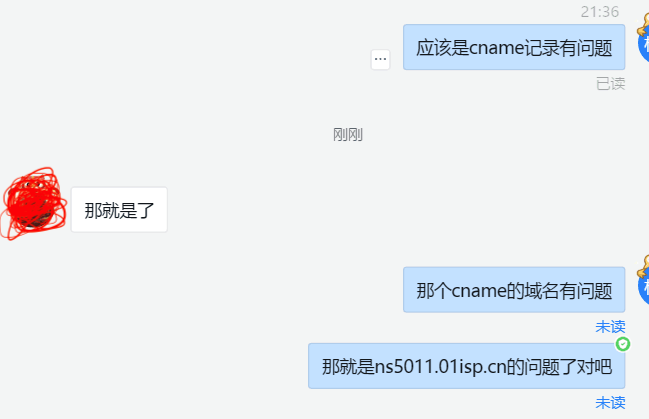 21:36
应该是cname记录有问题
已读
刚刚
那就是了
那个cname的域名有问题
未读
那就是ns5011.01isp.cn的问题了对吧
未读